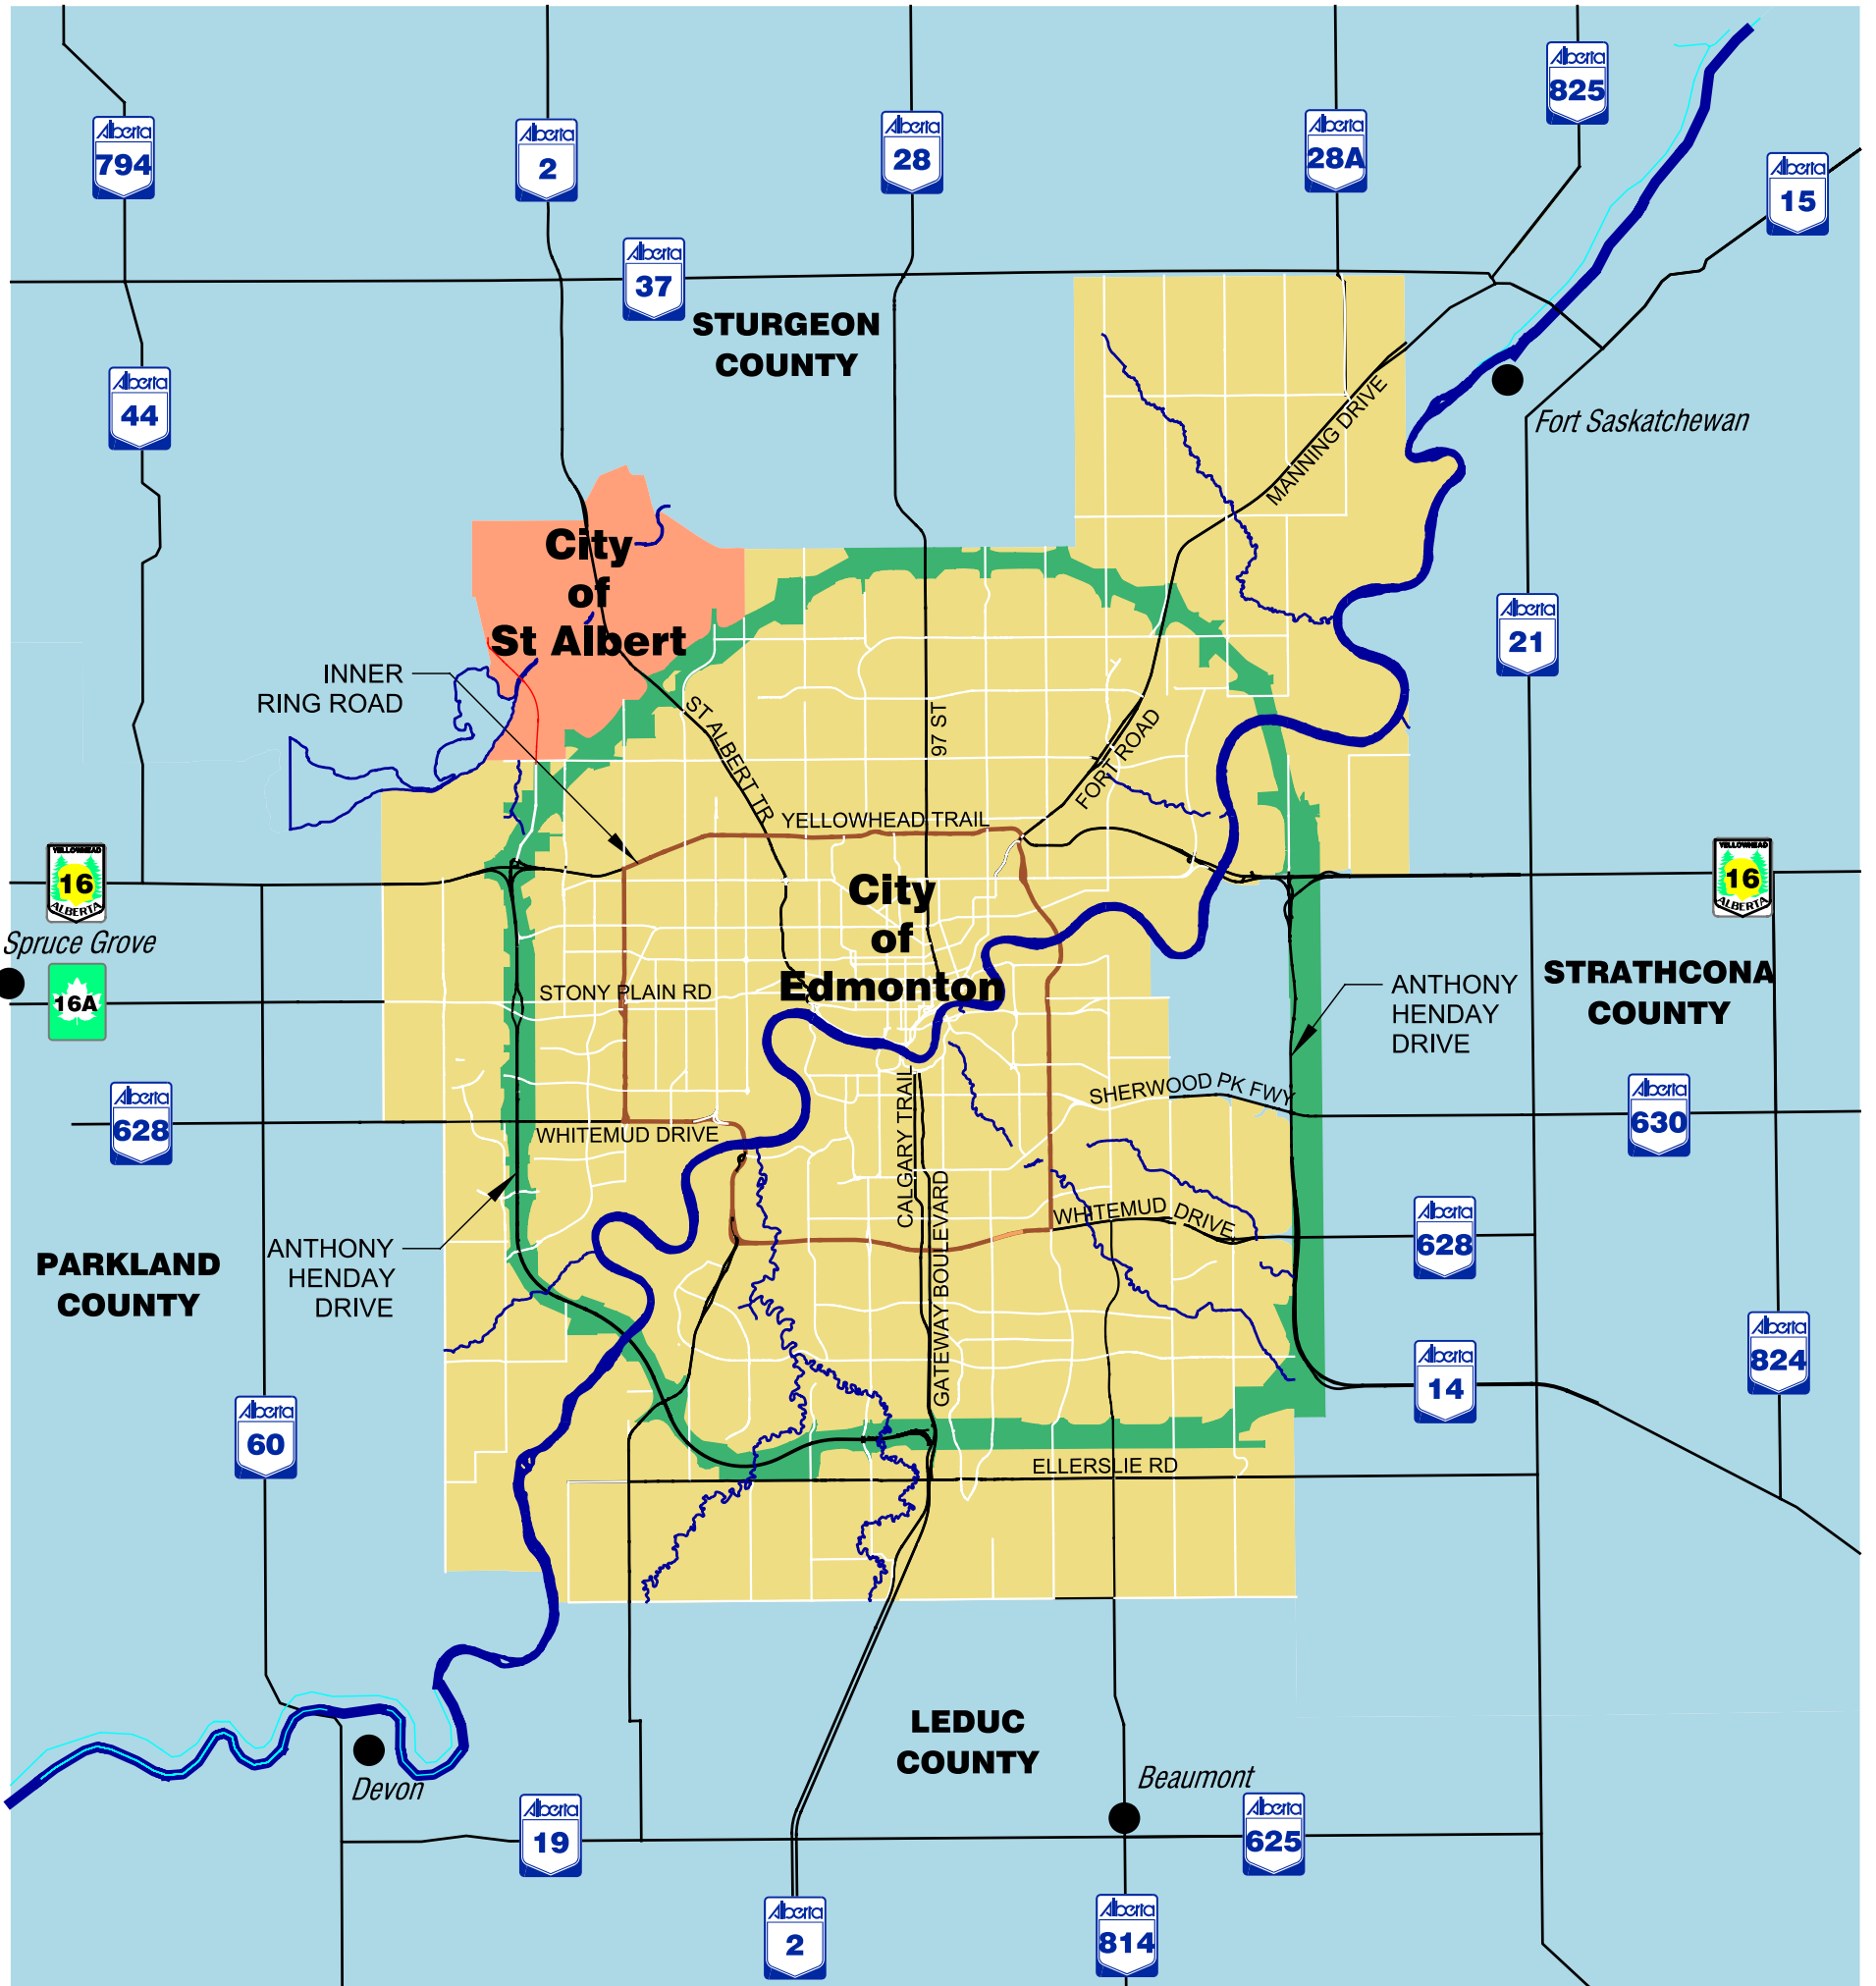 Alberta
825
Alberta
794
Alberta
2
Alberta
28
Alberta
28A
Alberta
15
Alberta
37
STURGEON
COUNTY
Alberta
44
MANNING DRIVE
Fort Saskatchewan
City
of
St Albert
Alberta
21
INNER
RING ROAD
ST ALBERT TR
97 ST
FORT ROAD
YELLOWHEAD TRAIL
YELLOWHEAD
16
ALBERTA
YELLOWHEAD
16
ALBERTA
City
of
Edmonton
Spruce Grove
16A
STONY PLAIN RD
ANTHONY
HENDAY
DRIVE
STRATHCONA
COUNTY
SHERWOOD PK FWY
Alberta
628
Alberta
630
WHITEMUD DRIVE
CALGARY TRAIL
GATEWAY BOULEVARD
WHITEMUD DRIVE
Alberta
628
PARKLAND
COUNTY
ANTHONY
HENDAY
DRIVE
Alberta
824
Alberta
14
Alberta
60
ELLERSLIE RD
LEDUC
COUNTY
Devon
Beaumont
Alberta
19
Alberta
625
Alberta
2
Alberta
814